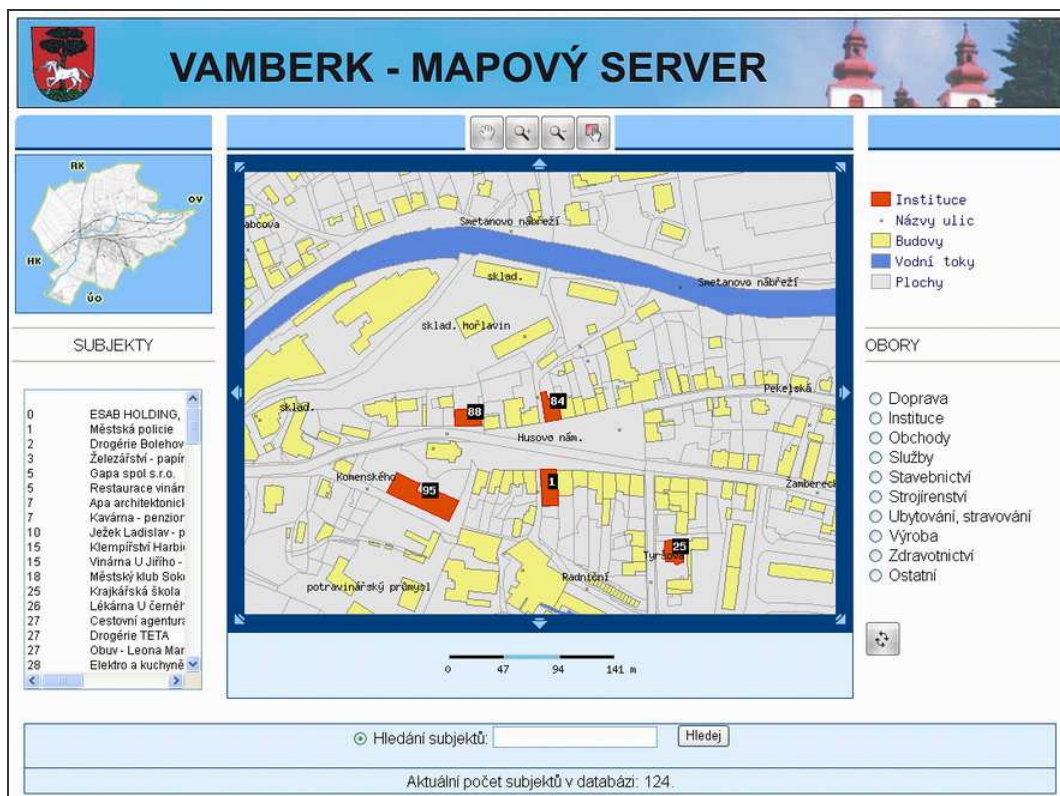 VAMBERK - MAPOVÝ SERVER
RK
OV
HK
ÚO
SUBJEKTY
0 ESAB HOLDING,
1 Městská policie
2 Drogérie Bolehov
3 Železářství - papír
5 Gapa spol s.r.o.
5 Restaurace vinárn
7 Apa architektonick
7 Kavárna - penzion
10 Ježek Ladislav - p
15 Klempířství Harbi
15 Vinárna U Jiřího -
18 Městský klub Soko
25 Krajkářská škola
26 Lékárna U černéh
27 Cestovní agentura
27 Drogérie TETA
27 Obuv - Leona Mar
28 Elektro a kuchyně
abcova
Smetanovo nábřeží
Smetanovo nábřeží
sklad.
sklad. hořlavin
Pekelská
sklad.
88
84
Husovo nám.
Komenského
95
1
Žambereck
25
Tyršova
Radniční
potravinářský průmysl
0 47 94 141 m
Instituce
Názvy ulic
Budovy
Vodní toky
Plochy
OBORY
Doprava
Instituce
Obchody
Služby
Stavebnictví
Strojírenství
Ubytování, stravování
Výroba
Zdravotnictví
Ostatní
Hledání subjektů:
Hledej
Aktuální počet subjektů v databázi: 124.